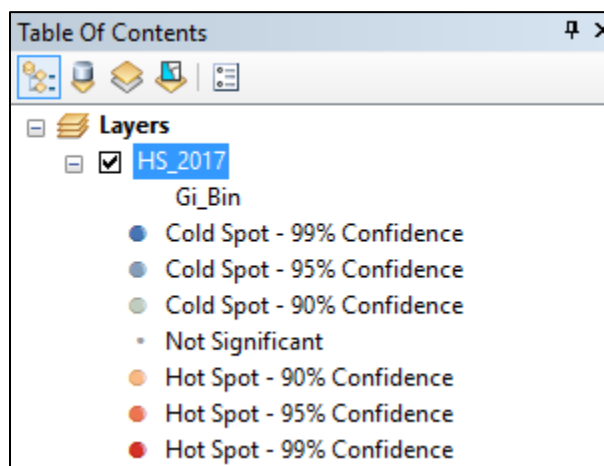 Table Of Contents
Layers
HS_2017
Gi_Bin
Cold Spot - 99% Confidence
Cold Spot - 95% Confidence
Cold Spot - 90% Confidence
Not Significant
Hot Spot - 90% Confidence
Hot Spot - 95% Confidence
Hot Spot - 99% Confidence